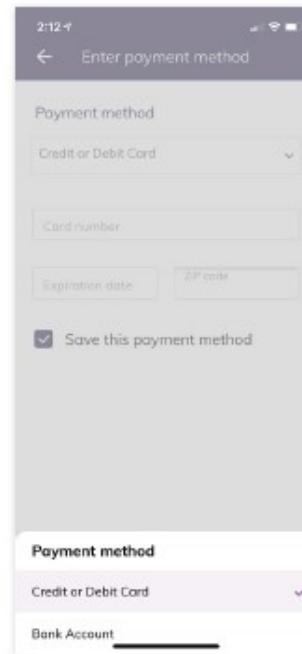 2:12
Enter payment method
Payment method
Credit or Debit Card
Card number
Expiration date
ZIP code
Save this payment method
Payment method
Credit or Debit Card
Bank Account